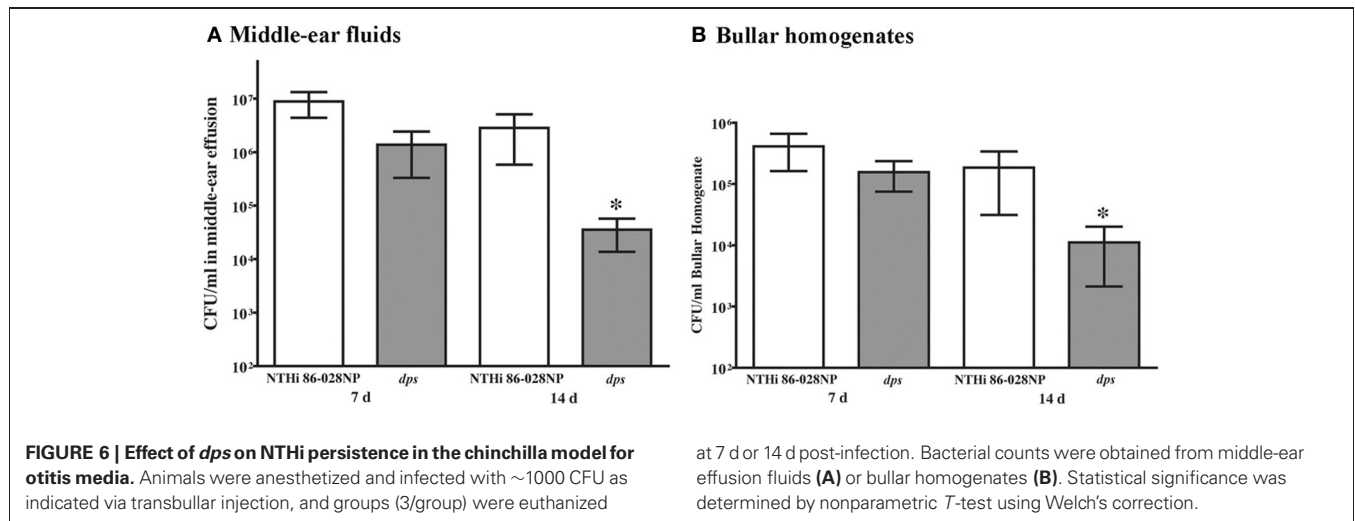 A Middle-ear fluids
CFU/ml in middle-ear effusion
10⁷
10⁶
10⁵
10⁴
10³
10²
*
NTHi 86-028NP dps NTHi 86-028NP dps
7 d 14 d
B Bullar homogenates
CFU/ml Bullar Homogenate
10⁶
10⁵
10⁴
10³
10²
*
NTHi 86-028NP dps NTHi 86-028NP dps
7 d 14 d
FIGURE 6 | Effect of dps on NTHi persistence in the chinchilla model for
otitis media. Animals were anesthetized and infected with ∼1000 CFU as
indicated via transbullar injection, and groups (3/group) were euthanized
at 7 d or 14 d post-infection. Bacterial counts were obtained from middle-ear
effusion fluids (A) or bullar homogenates (B). Statistical significance was
determined by nonparametric T-test using Welch's correction.